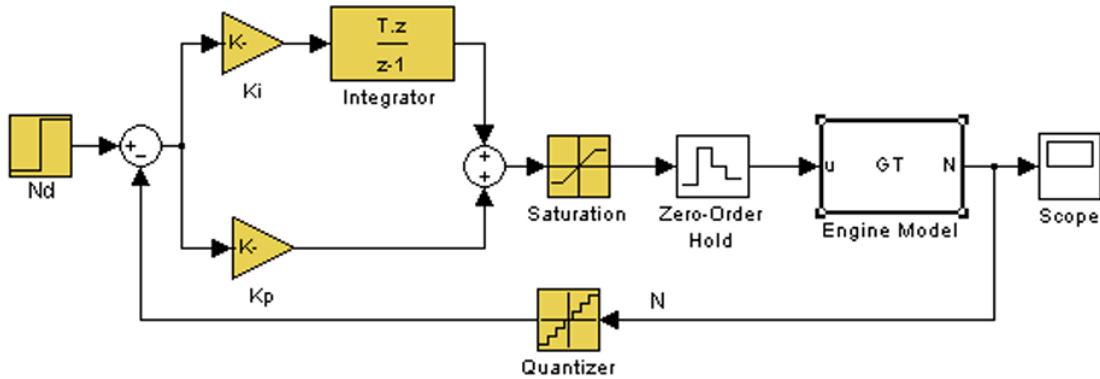 K-
Ki
T.z
z-1
Integrator
Nd
+
−
+
+
Saturation
Zero-Order
Hold
u GT N
Engine Model
Scope
K-
Kp
N
Quantizer